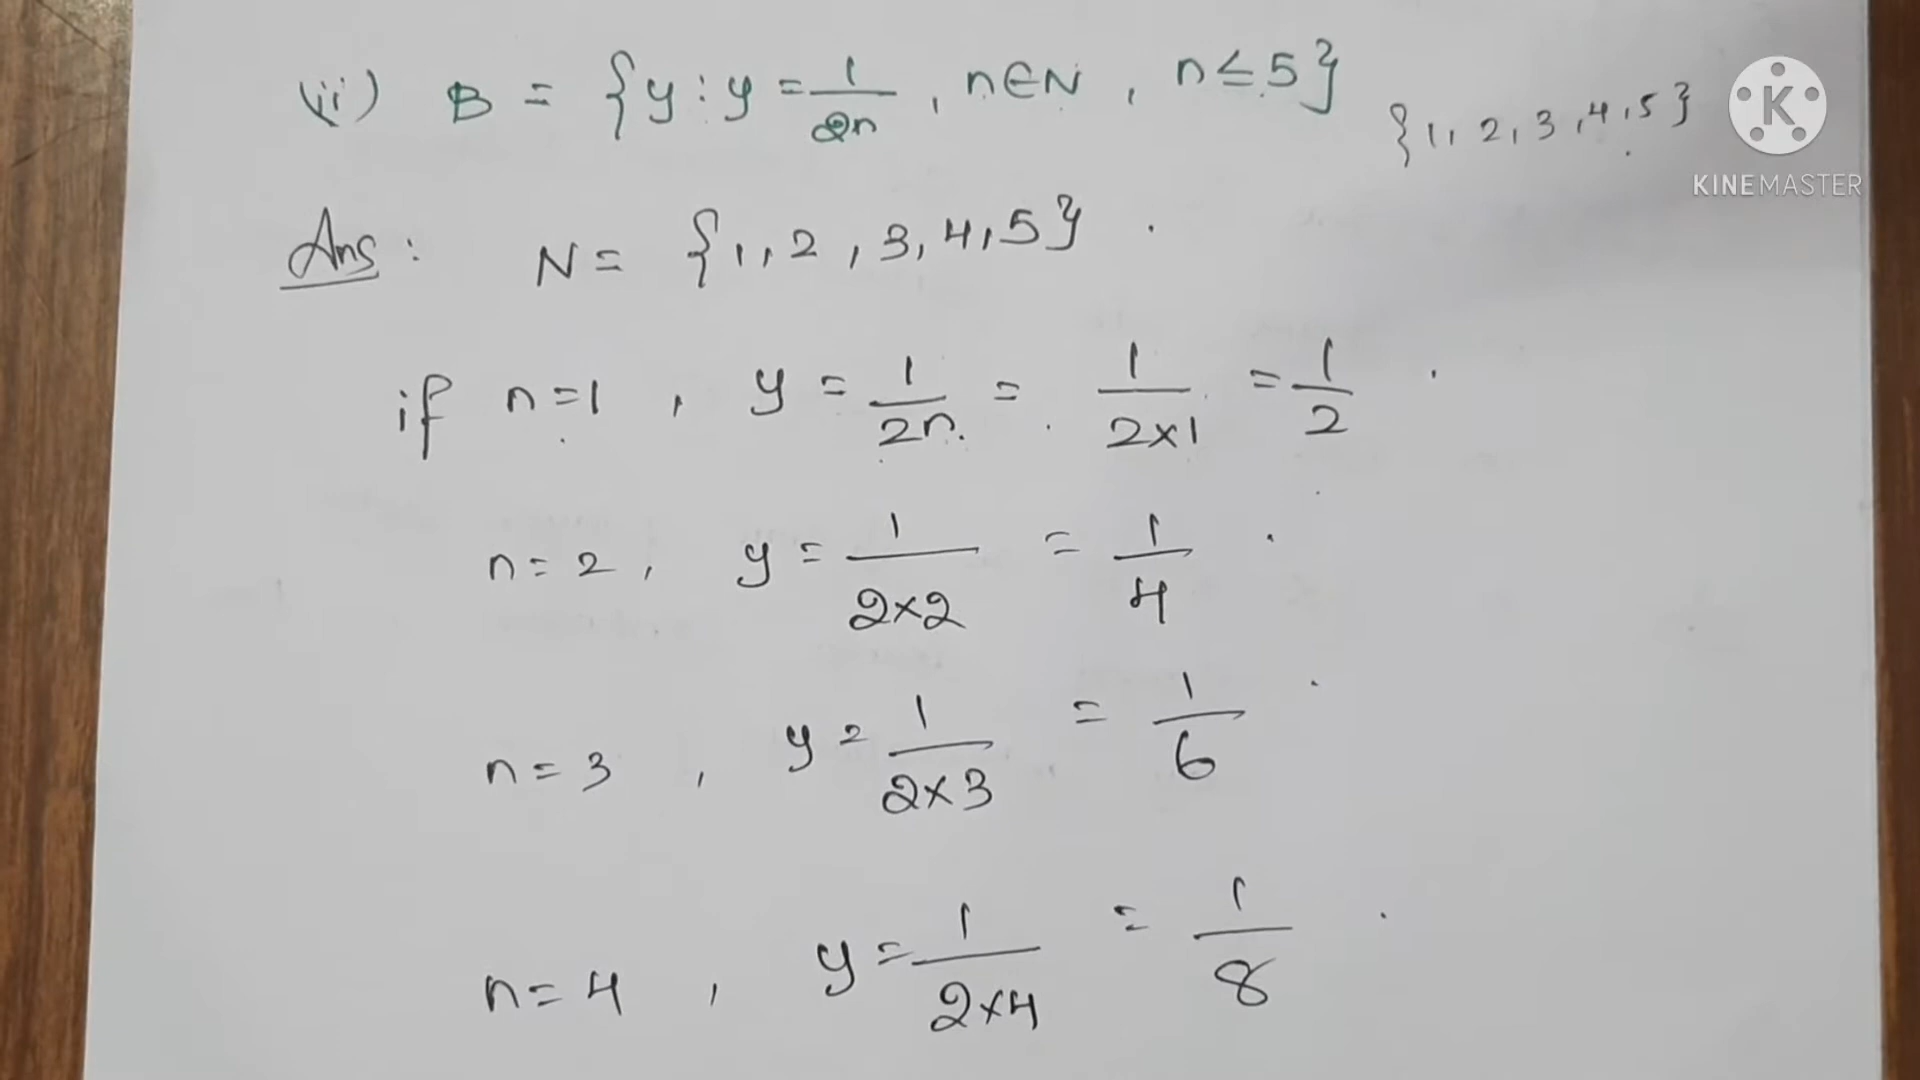 (ii) B = {y : y = 1/2n, n∈N, n≤5}
{1, 2, 3, 4, 5}
KINEMASTER
Ans : N = {1, 2, 3, 4, 5}
if n=1, y = 1/2n = 1/2×1 = 1/2
n=2, y = 1/2×2 = 1/4
n=3, y = 1/2×3 = 1/6
n=4, y = 1/2×4 = 1/8